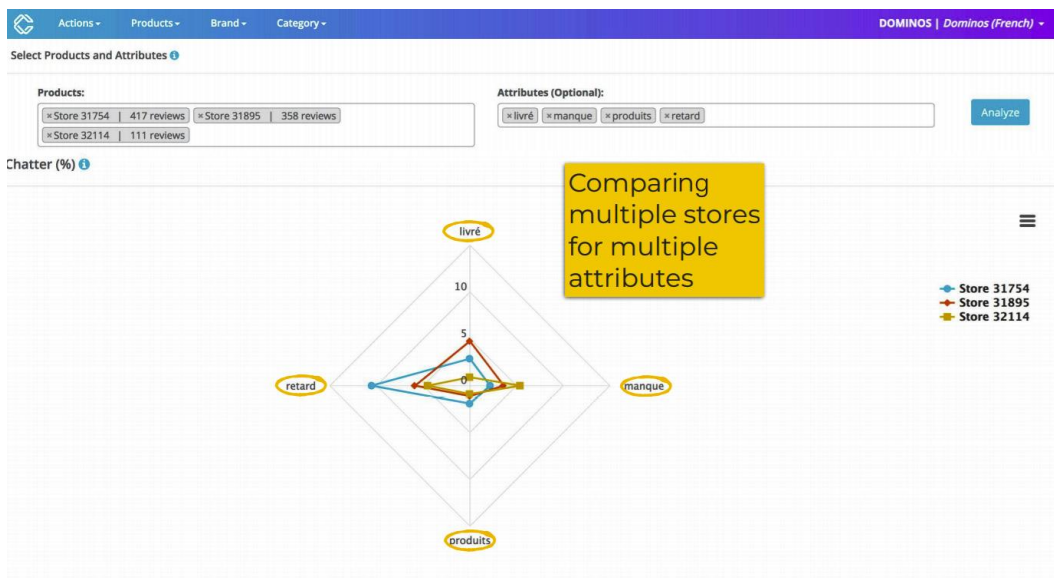 Actions Products Brand Category DOMINOS | Dominos (French)
Select Products and Attributes
Products: Attributes (Optional):
× Store 31754 | 417 reviews × Store 31895 | 358 reviews × livré × manque × produits × retard Analyze
× Store 32114 | 111 reviews
Chatter (%)
Comparing
multiple stores
for multiple
attributes
livré
10
5
0
retard
manque
produits
Store 31754
Store 31895
Store 32114